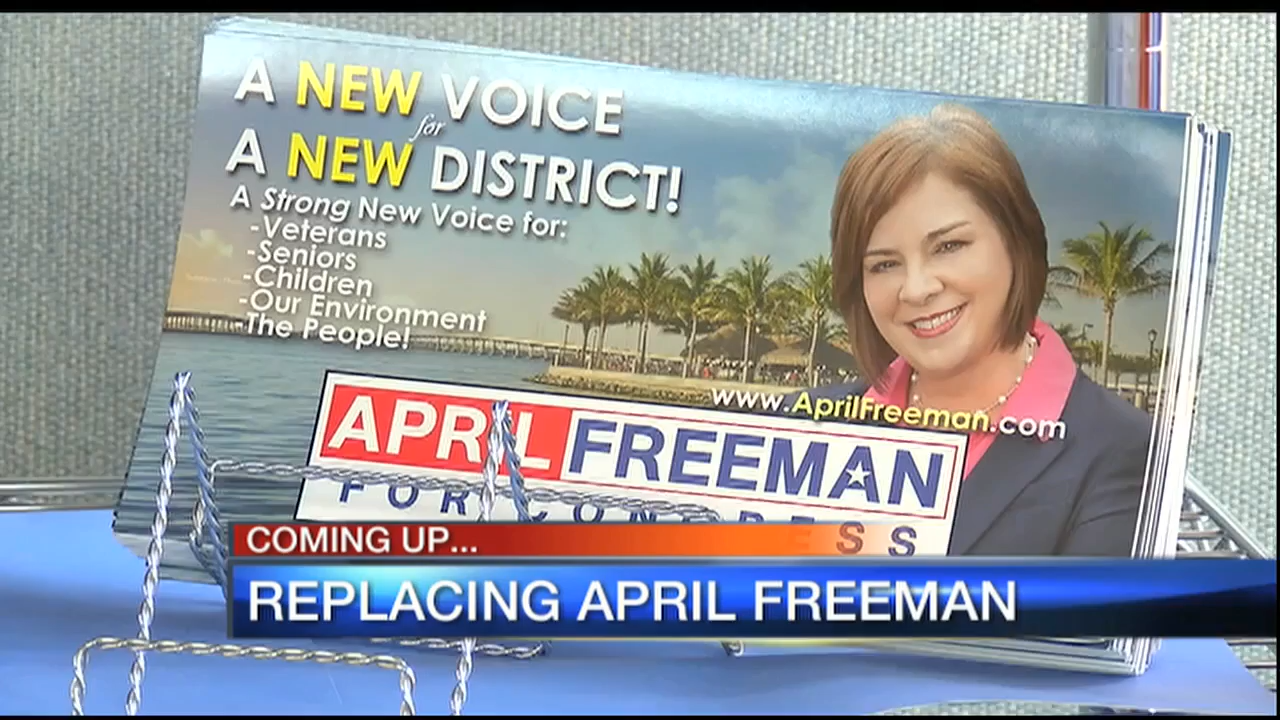 A NEW VOICE
for
A NEW DISTRICT!
A Strong New Voice for:
-Veterans
-Seniors
-Children
-Our Environment
-The People!
www.AprilFreeman.com
APRIL FREEMAN
FOR CONGRESS
COMING UP...
REPLACING APRIL FREEMAN